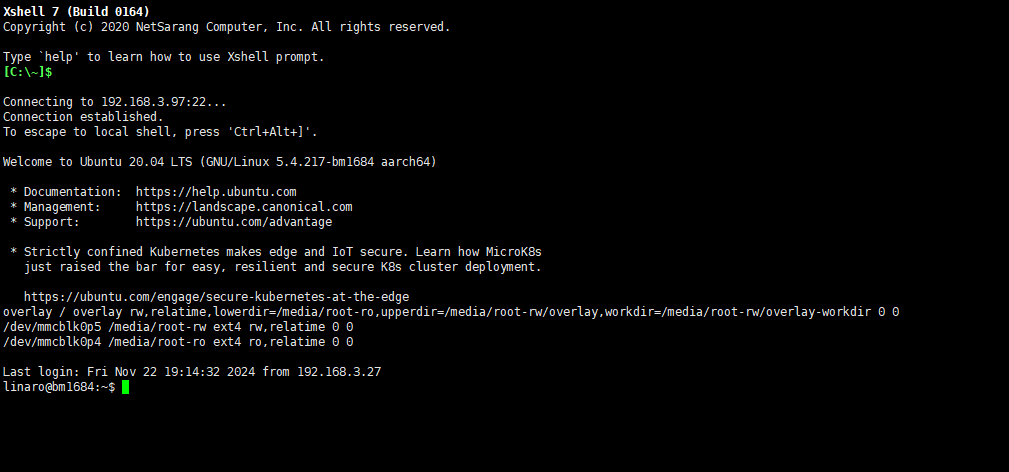 Xshell 7 (Build 0164)
Copyright (c) 2020 NetSarang Computer, Inc. All rights reserved.
Type `help' to learn how to use Xshell prompt.
[C:\~]$
Connecting to 192.168.3.97:22...
Connection established.
To escape to local shell, press 'Ctrl+Alt+]'.
Welcome to Ubuntu 20.04 LTS (GNU/Linux 5.4.217-bm1684 aarch64)
 * Documentation:  https://help.ubuntu.com
 * Management:     https://landscape.canonical.com
 * Support:        https://ubuntu.com/advantage
 * Strictly confined Kubernetes makes edge and IoT secure. Learn how MicroK8s
   just raised the bar for easy, resilient and secure K8s cluster deployment.
   https://ubuntu.com/engage/secure-kubernetes-at-the-edge
overlay / overlay rw,relatime,lowerdir=/media/root-ro,upperdir=/media/root-rw/overlay,workdir=/media/root-rw/overlay-workdir 0 0
/dev/mmcblk0p5 /media/root-rw ext4 rw,relatime 0 0
/dev/mmcblk0p4 /media/root-ro ext4 ro,relatime 0 0
Last login: Fri Nov 22 19:14:32 2024 from 192.168.3.27
linaro@bm1684:~$